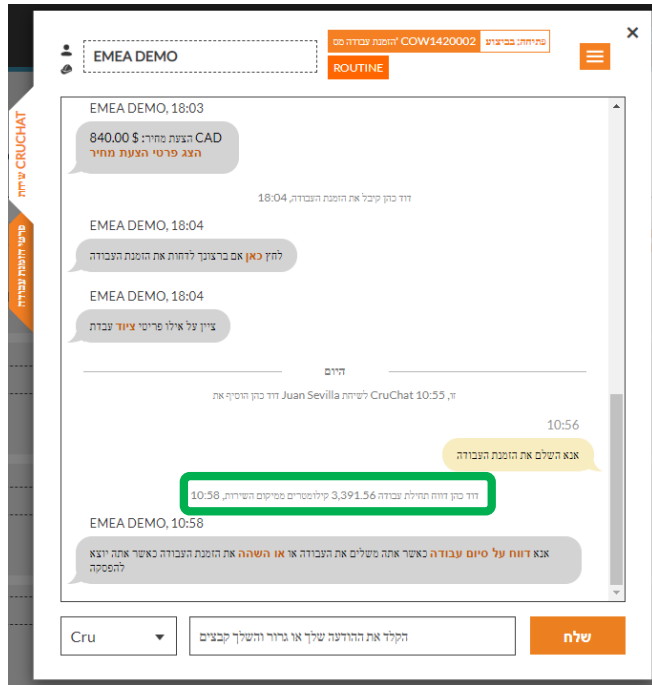 ×
EMEA DEMO
פתיחה: בביצוע COW1420002 הזמנת עבודה מס'
ROUTINE
שיחת CRUCHAT
פרטי הזמנת עבודה
EMEA DEMO, 18:03
הצעת מחיר: $ 840.00 CAD
הצג פרטי הצעת מחיר
דוד כהן קיבל את הזמנת העבודה, 18:04
EMEA DEMO, 18:04
לחץ כאן אם ברצונך לדחות את הזמנת העבודה
EMEA DEMO, 18:04
ציין על אילו פריטי ציוד עבדת
היום
דוד כהן הוסיף את Juan Sevilla לשיחת CruChat זו, 10:55
10:56
אנא השלם את הזמנת העבודה
דוד כהן דווח תחילת עבודה 3,391.56 קילומטרים ממיקום השירות, 10:58
EMEA DEMO, 10:58
אנא דווח על סיום עבודה כאשר אתה משלים את העבודה או או השהה את הזמנת העבודה כאשר אתה יוצא
להפסקה
Cru
הקלד את ההודעה שלך או גרור והשלך קבצים
שלח